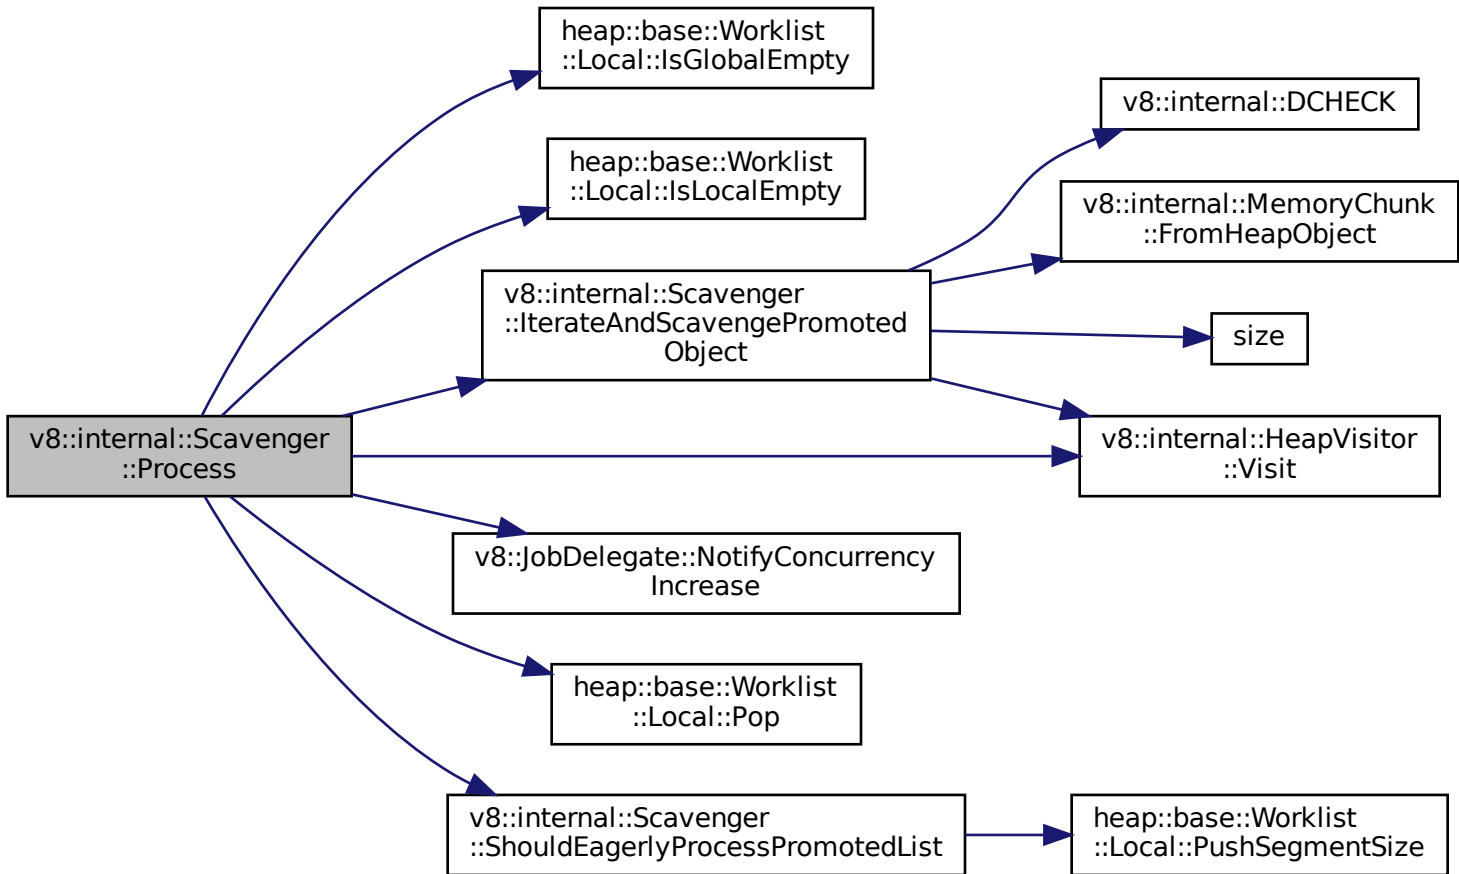 heap::base::Worklist
::Local::IsGlobalEmpty
v8::internal::DCHECK
heap::base::Worklist
::Local::IsLocalEmpty
v8::internal::MemoryChunk
::FromHeapObject
v8::internal::Scavenger
::IterateAndScavengePromoted
Object
size
v8::internal::Scavenger
::Process
v8::internal::HeapVisitor
::Visit
v8::JobDelegate::NotifyConcurrency
Increase
heap::base::Worklist
::Local::Pop
v8::internal::Scavenger
::ShouldEagerlyProcessPromotedList
heap::base::Worklist
::Local::PushSegmentSize